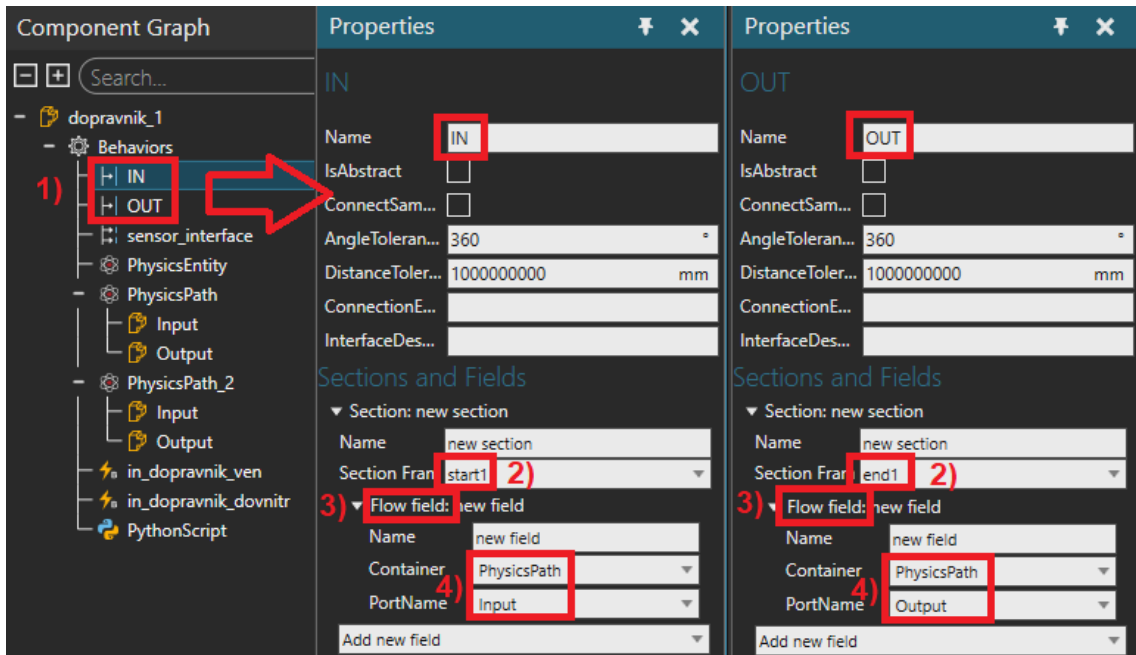 Component Graph
Search...
dopravnik_1
Behaviors
1)
IN
OUT
sensor_interface
PhysicsEntity
PhysicsPath
Input
Output
PhysicsPath_2
Input
Output
in_dopravnik_ven
in_dopravnik_dovnitr
PythonScript
Properties
IN
Name IN
IsAbstract
ConnectSam...
AngleToleran... 360 °
DistanceToler... 1000000000 mm
ConnectionE...
InterfaceDes...
Sections and Fields
Section: new section
Name new section
Section Fram start1 2)
3) Flow field: new field
Name new field
Container PhysicsPath
4)
PortName Input
Add new field
Properties
OUT
Name OUT
IsAbstract
ConnectSam...
AngleToleran... 360 °
DistanceToler... 1000000000 mm
ConnectionE...
InterfaceDes...
Sections and Fields
Section: new section
Name new section
Section Fram end1 2)
3) Flow field: new field
Name new field
Container PhysicsPath
4)
PortName Output
Add new field